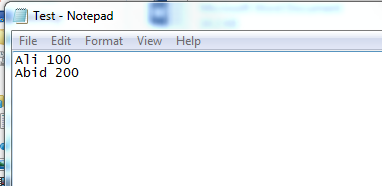 Test - Notepad
File Edit Format View Help
Ali 100
Abid 200